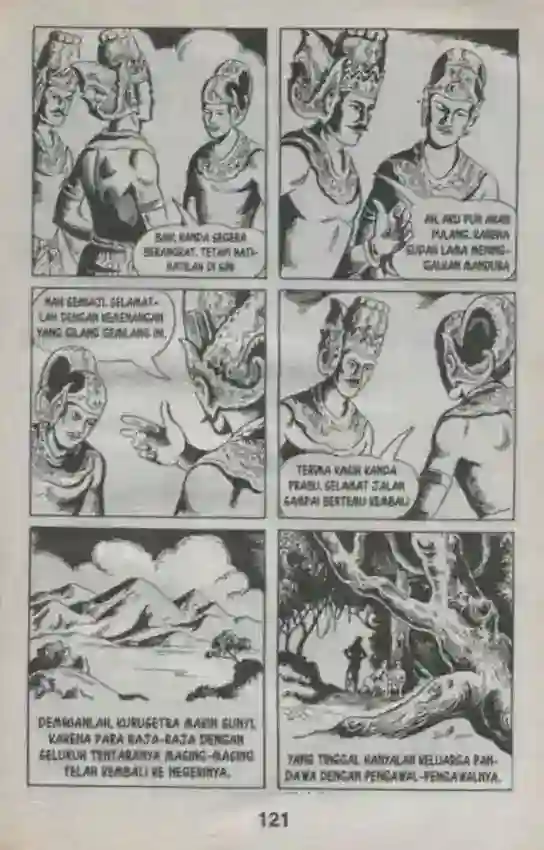 BAIK, KANDA SEGERA
BERANGKAT. TETAPI HATI-
HATILAH DI SINI
AH, AKU PUN AKAN
PULANG. KARENA
SUDAH LAMA MENING-
GALKAN MANDURA
NAH SEMIAJI, SELAMAT-
LAH DENGAN KEMENANGAN
YANG GILANG GEMILANG INI.
TERIMA KASIH KANDA
PRABU. SELAMAT JALAN
SAMPAI BERTEMU KEMBALI
DEMIKIANLAH, KURUSETRA MAKIN SUNYI,
KARENA PARA RAJA-RAJA DENGAN
SELURUH TENTARANYA MASING-MASING
TELAH KEMBALI KE NEGERINYA.
YANG TINGGAL HANYALAH KELUARGA PAN-
DAWA DENGAN PENGAWAL-PENGAWALNYA.
121